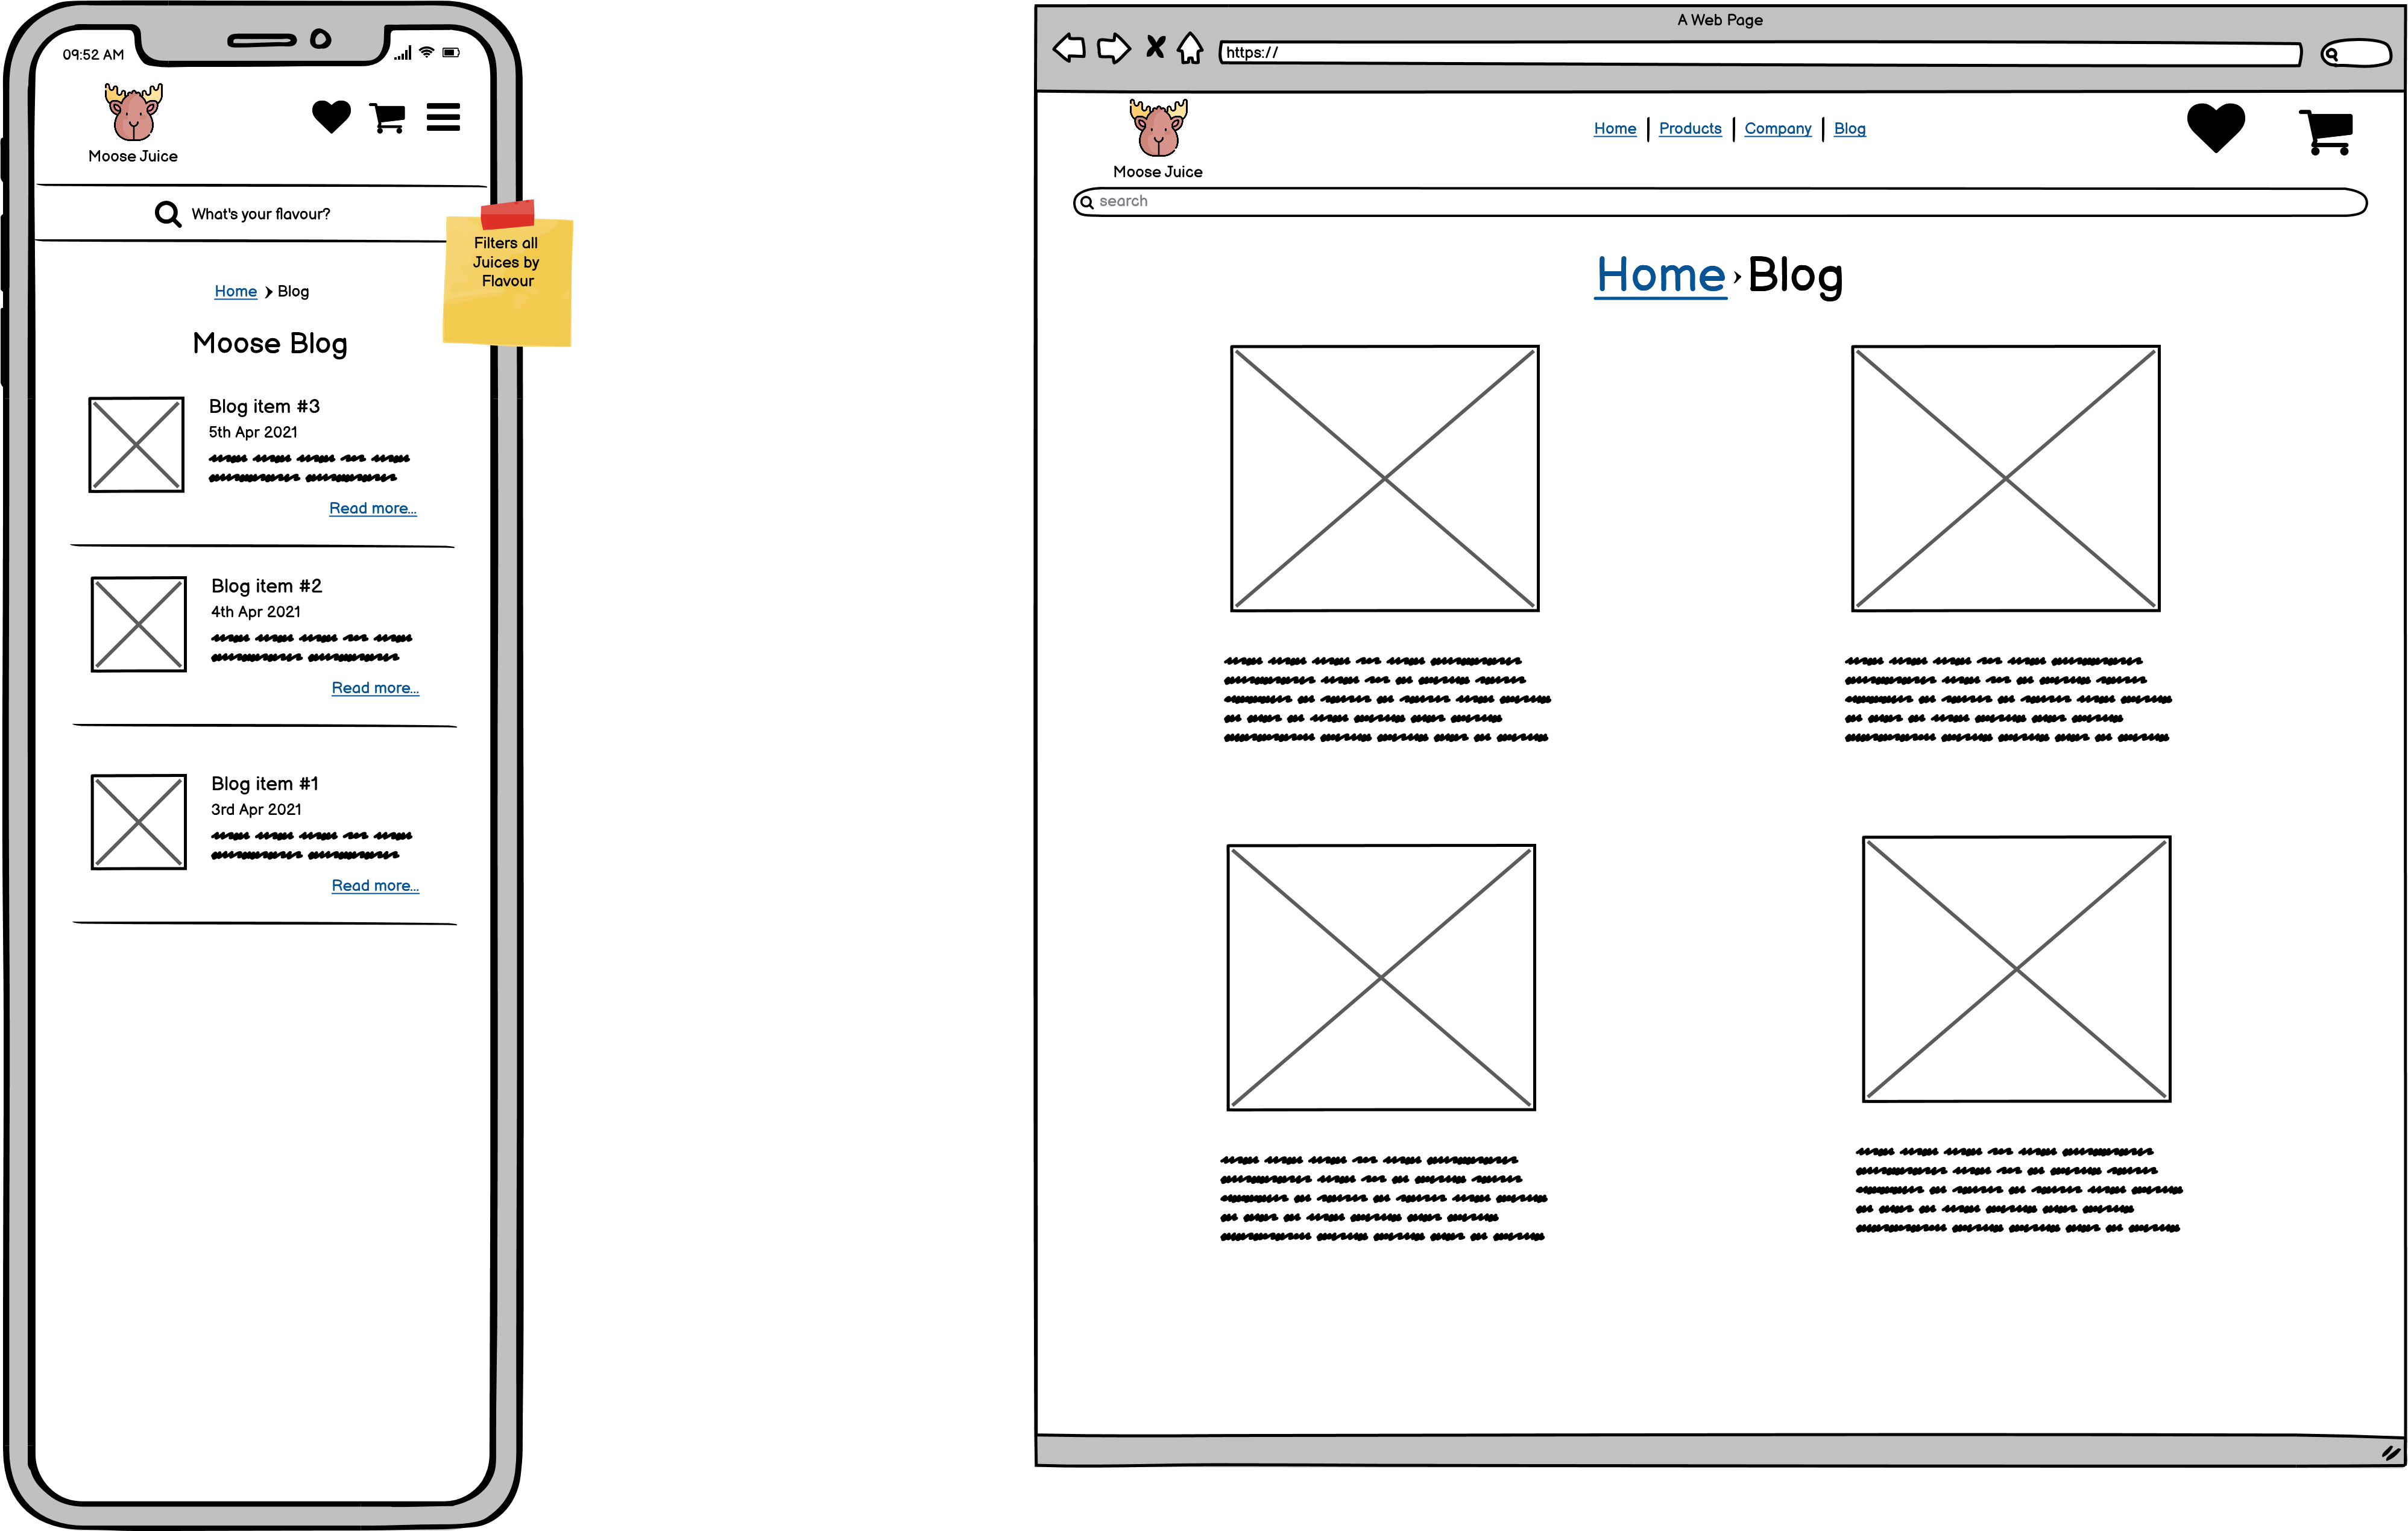 09:52 AM
Moose Juice
What's your flavour?
Filters all
Juices by
Flavour
Home > Blog
Moose Blog
Blog item #3
5th Apr 2021
Read more...
Blog item #2
4th Apr 2021
Read more...
Blog item #1
3rd Apr 2021
Read more...
A Web Page
https://
Moose Juice
Home | Products | Company | Blog
search
Home > Blog